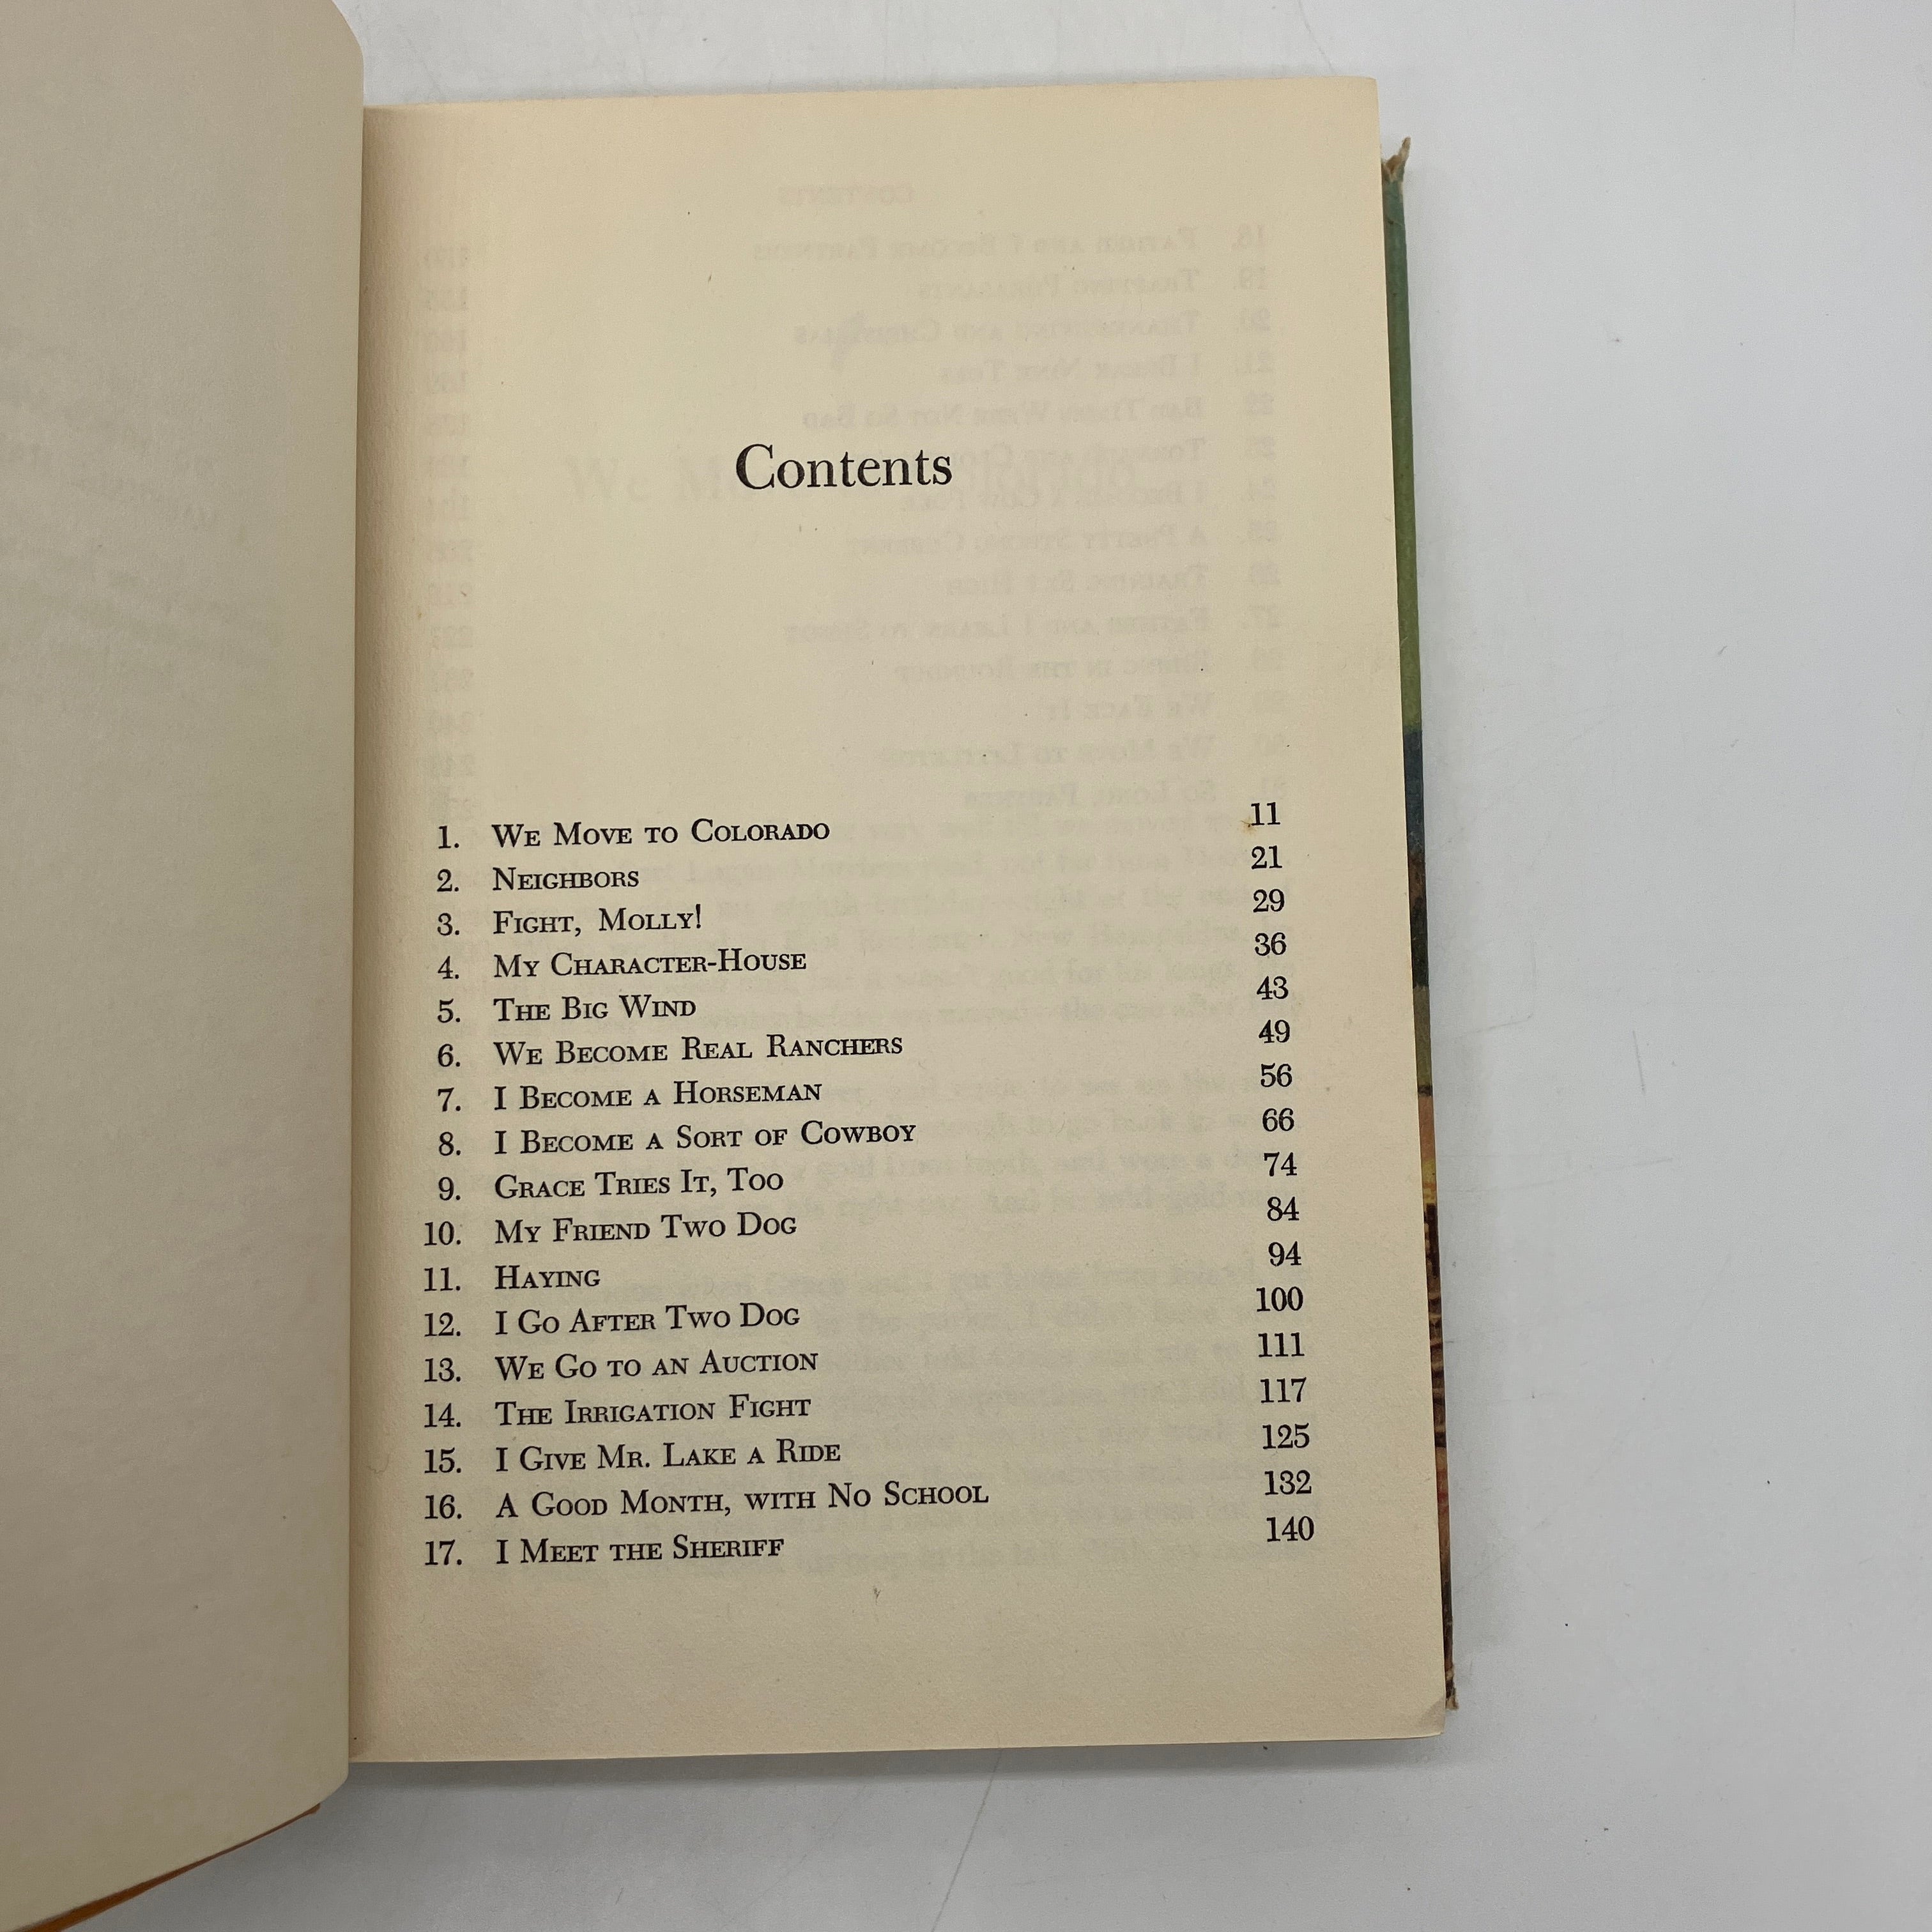 Contents
1. We Move to Colorado 11
2. Neighbors 21
3. Fight, Molly! 29
4. My Character-House 36
5. The Big Wind 43
6. We Become Real Ranchers 49
7. I Become a Horseman 56
8. I Become a Sort of Cowboy 66
9. Grace Tries It, Too 74
10. My Friend Two Dog 84
11. Haying 94
12. I Go After Two Dog 100
13. We Go to an Auction 111
14. The Irrigation Fight 117
15. I Give Mr. Lake a Ride 125
16. A Good Month, with No School 132
17. I Meet the Sheriff 140